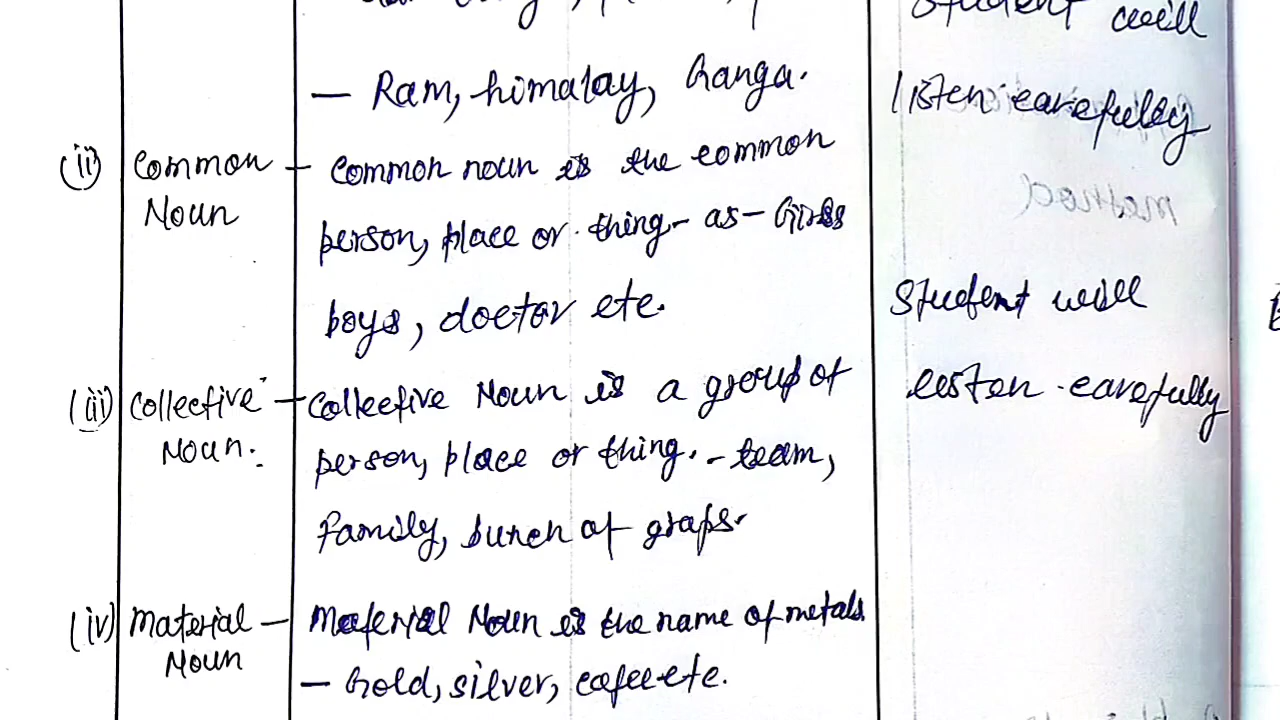 Student will
— Ram, himalay, Ganga.
listen carefully
(ii) Common Noun — Common noun is the common
person, place or thing - as - Girls
boys, doctor etc.
Student will
listen carefully
(iii) Collective Noun. — Collective Noun is a group of
person, place or thing. - team,
Family, bunch of graps.
(iv) Material Noun — Material Noun is the name of metals
— Gold, silver, etc.